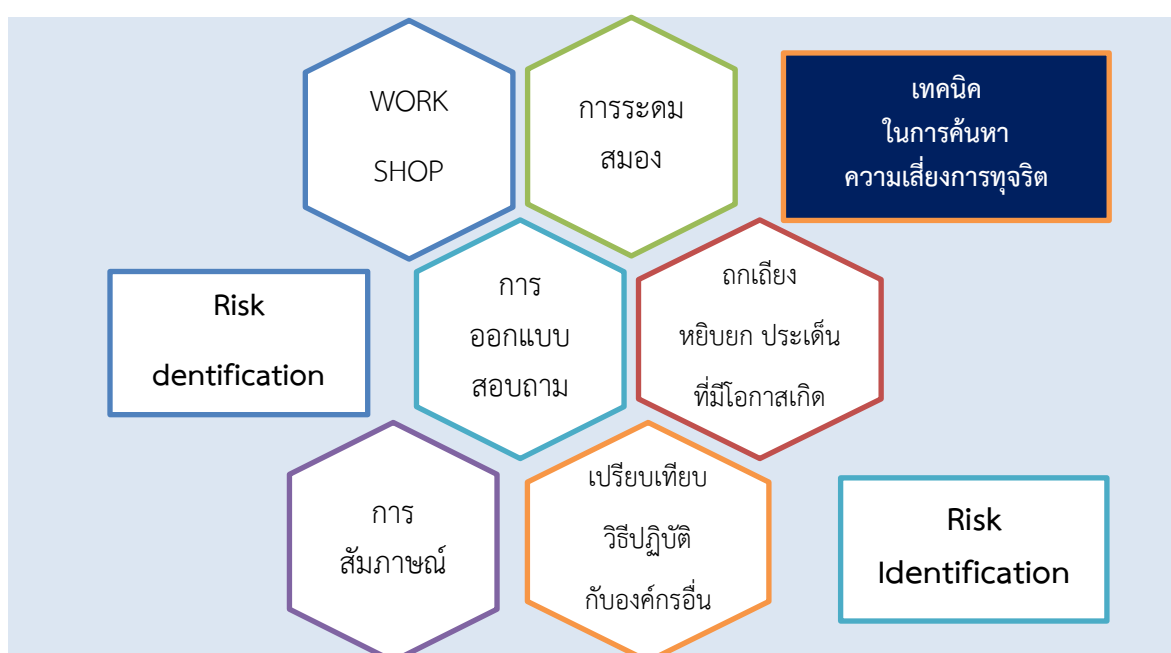 WORK
SHOP
การระดม
สมอง
เทคนิค
ในการค้นหา
ความเสี่ยงการทุจริต
Risk
dentification
การ
ออกแบบ
สอบถาม
ถกเถียง
หยิบยก ประเด็น
ที่มีโอกาสเกิด
การ
สัมภาษณ์
เปรียบเทียบ
วิธีปฏิบัติ
กับองค์กรอื่น
Risk
Identification